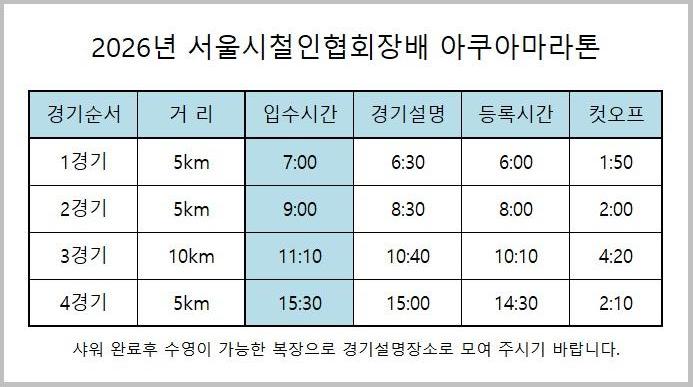 2026년 서울시철인협회장배 아쿠아마라톤
경기순서 거 리 입수시간 경기설명 등록시간 컷오프
1경기 5km 7:00 6:30 6:00 1:50
2경기 5km 9:00 8:30 8:00 2:00
3경기 10km 11:10 10:40 10:10 4:20
4경기 5km 15:30 15:00 14:30 2:10
샤워 완료후 수영이 가능한 복장으로 경기설명장소로 모여 주시기 바랍니다.